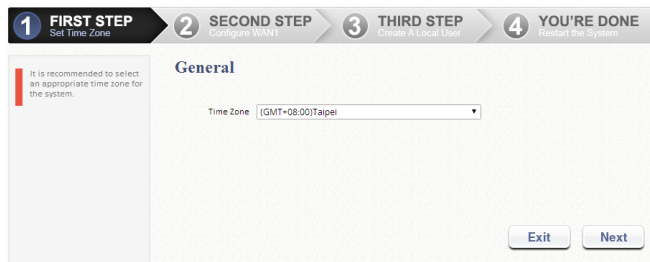 1 FIRST STEP
Set Time Zone
2 SECOND STEP
Configure WAN1
3 THIRD STEP
Create A Local User
4 YOU'RE DONE
Restart the System
It is recommended to select
an appropriate time zone for
the system.
General
Time Zone (GMT+08:00)Taipei
Exit Next